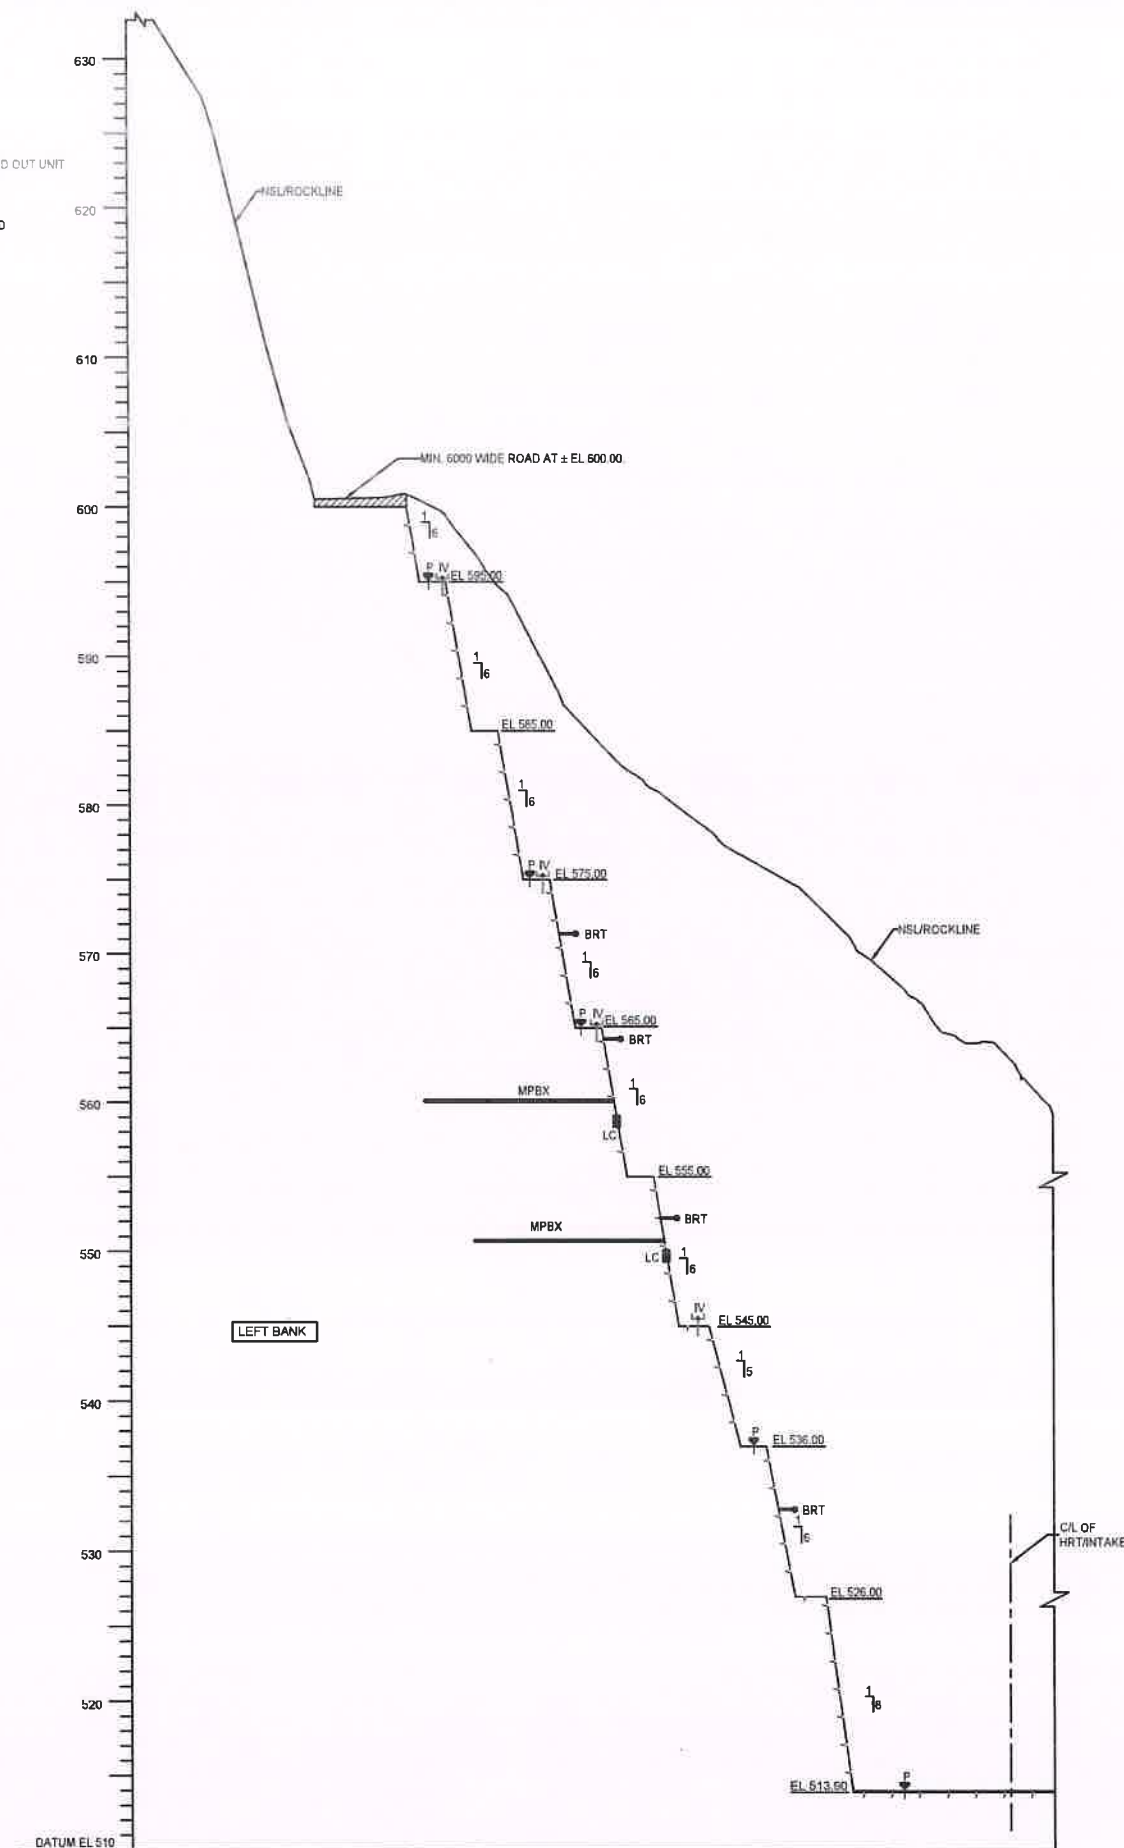 630
D OUT UNIT
NSL/ROCKLINE
620
610
MIN. 6000 WIDE ROAD AT ± EL 600.00.
600
1
6
P IV EL 595.00
590
1
6
EL 585.00
580
1
6
P IV EL 575.00
NSL/ROCKLINE
BRT
570
1
6
P IV EL 565.00
BRT
MPBX
1
6
560
LC
EL 555.00
BRT
MPBX
550
LC
1
6
IV
EL 545.00
LEFT BANK
1
5
540
P
EL 536.00
BRT
1
6
C/L OF
HRT/INTAKE
530
EL 526.00
1
8
520
P
EL 513.90
DATUM EL 510